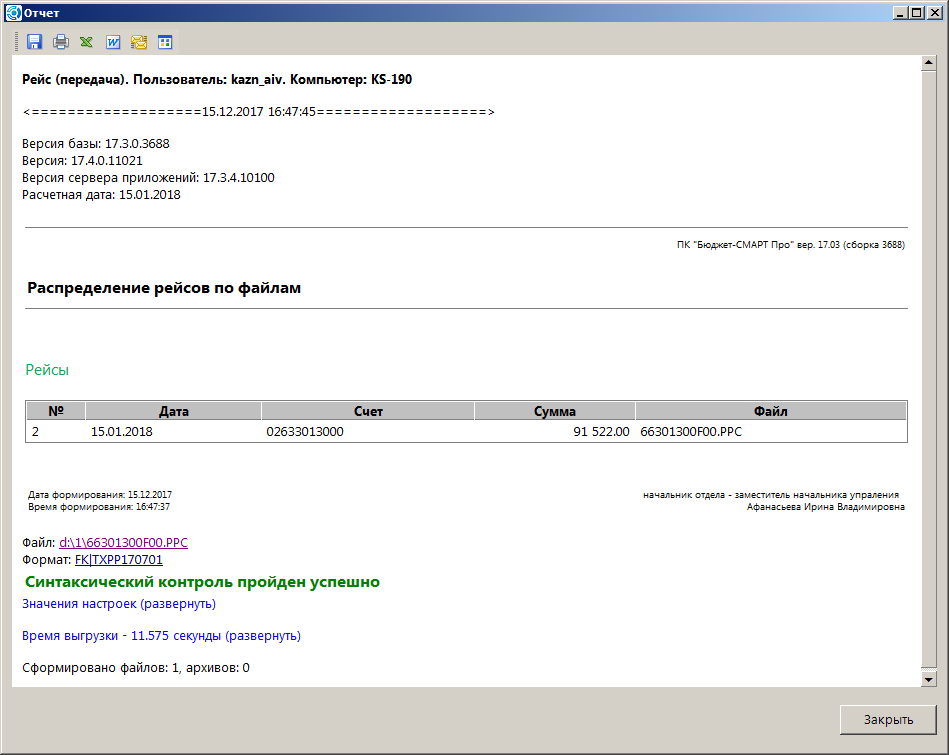 Отчет
Рейс (передача). Пользователь: kazn_aiv. Компьютер: KS-190
<===================15.12.2017 16:47:45===================>
Версия базы: 17.3.0.3688
Версия: 17.4.0.11021
Версия сервера приложений: 17.3.4.10100
Расчетная дата: 15.01.2018
ПК "Бюджет-СМАРТ Про" вер. 17.03 (сборка 3688)
Распределение рейсов по файлам
Рейсы
№ Дата Счет Сумма Файл
2 15.01.2018 02633013000 91 522.00 66301300F00.PPC
Дата формирования: 15.12.2017
Время формирования: 16:47:37
начальник отдела - заместитель начальника упраления
Афанасьева Ирина Владимировна
Файл: d:\1\66301300F00.PPC
Формат: FK|TXPP170701
Синтаксический контроль пройден успешно
Значения настроек (развернуть)
Время выгрузки - 11.575 секунды (развернуть)
Сформировано файлов: 1, архивов: 0
Закрыть